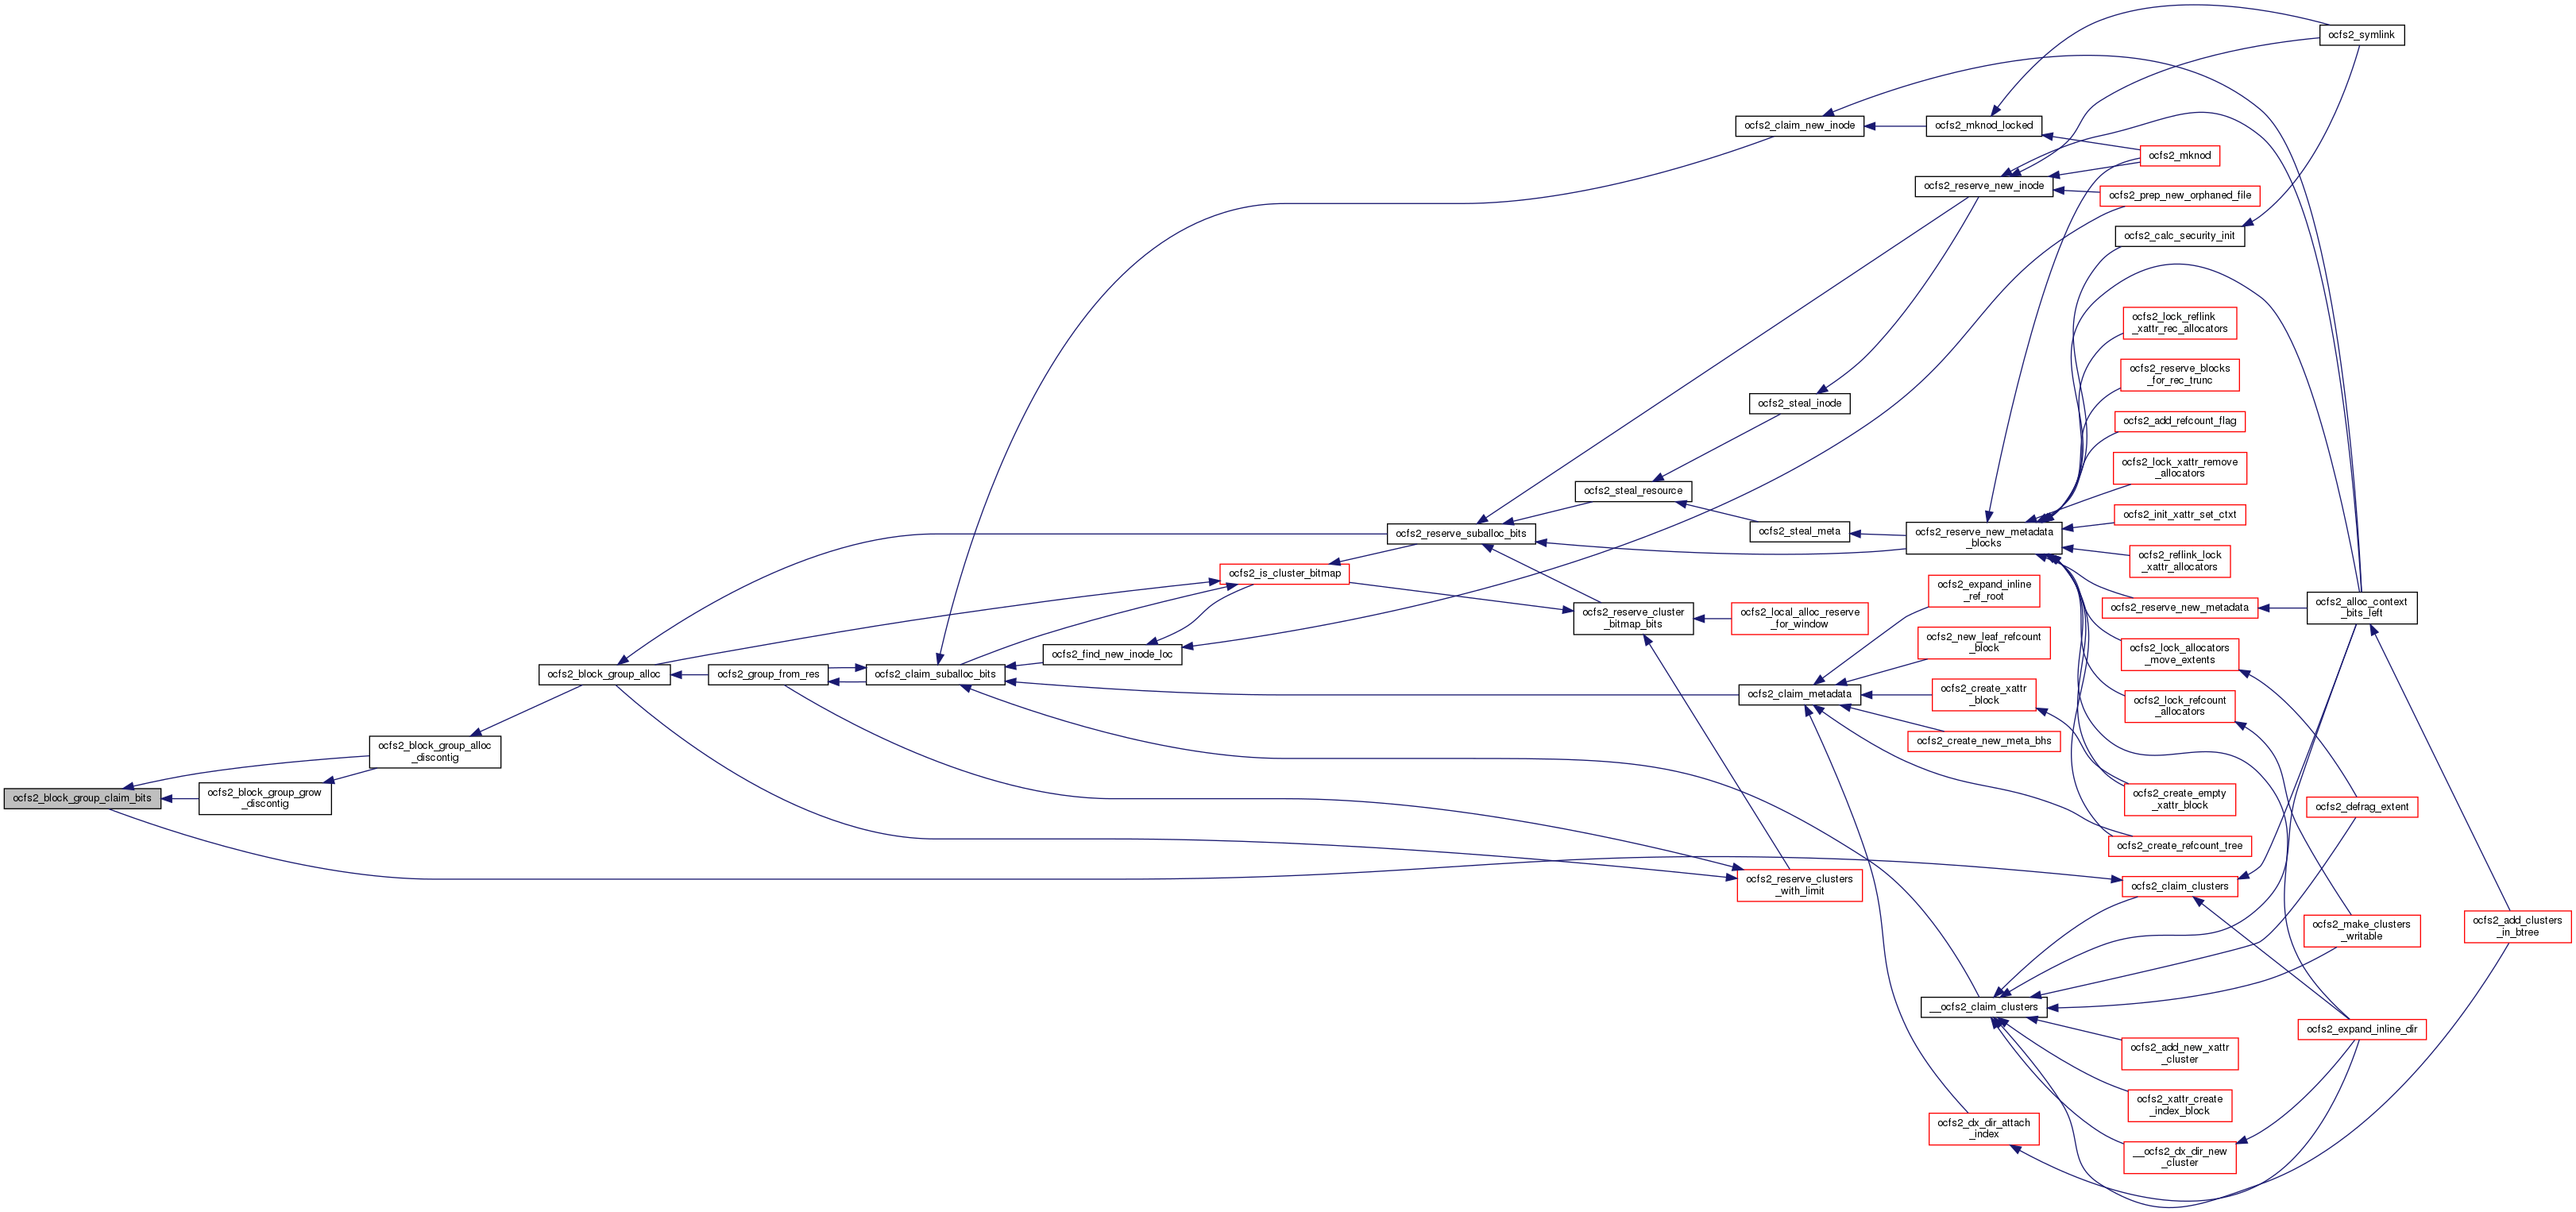 ocfs2_symlink
ocfs2_claim_new_inode
ocfs2_mknod_locked
ocfs2_mknod
ocfs2_reserve_new_inode
ocfs2_prep_new_orphaned_file
ocfs2_calc_security_init
ocfs2_lock_reflink
_xattr_rec_allocators
ocfs2_reserve_blocks
_for_rec_trunc
ocfs2_steal_inode
ocfs2_add_refcount_flag
ocfs2_lock_xattr_remove
_allocators
ocfs2_steal_resource
ocfs2_init_xattr_set_ctxt
ocfs2_reserve_suballoc_bits
ocfs2_steal_meta
ocfs2_reserve_new_metadata
_blocks
ocfs2_reflink_lock
_xattr_allocators
ocfs2_is_cluster_bitmap
ocfs2_expand_inline
_ref_root
ocfs2_reserve_cluster
_bitmap_bits
ocfs2_local_alloc_reserve
_for_window
ocfs2_reserve_new_metadata
ocfs2_alloc_context
_bits_left
ocfs2_new_leaf_refcount
_block
ocfs2_find_new_inode_loc
ocfs2_lock_allocators
_move_extents
ocfs2_block_group_alloc
ocfs2_group_from_res
ocfs2_claim_suballoc_bits
ocfs2_claim_metadata
ocfs2_create_xattr
_block
ocfs2_lock_refcount
_allocators
ocfs2_create_new_meta_bhs
ocfs2_block_group_alloc
_discontig
ocfs2_block_group_claim_bits
ocfs2_block_group_grow
_discontig
ocfs2_create_empty
_xattr_block
ocfs2_defrag_extent
ocfs2_create_refcount_tree
ocfs2_reserve_clusters
_with_limit
ocfs2_claim_clusters
ocfs2_make_clusters
_writable
ocfs2_add_clusters
_in_btree
__ocfs2_claim_clusters
ocfs2_expand_inline_dir
ocfs2_add_new_xattr
_cluster
ocfs2_xattr_create
_index_block
ocfs2_dx_dir_attach
_index
__ocfs2_dx_dir_new
_cluster